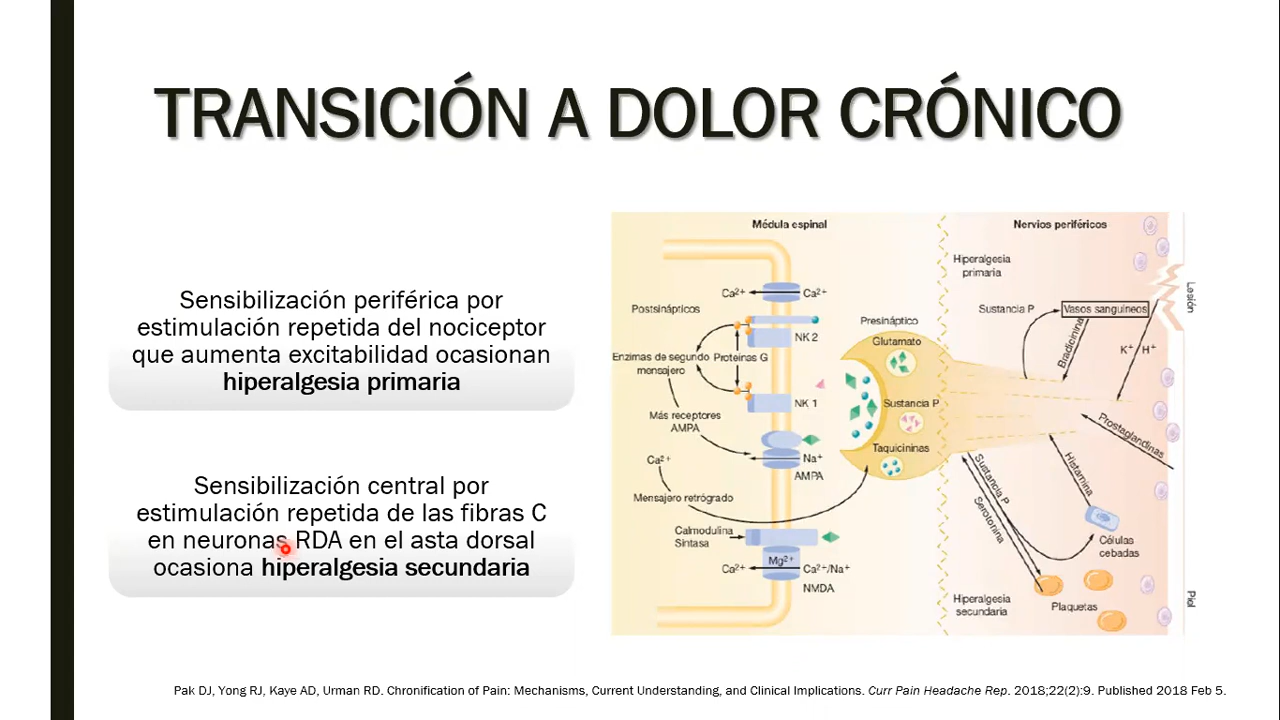 TRANSICIÓN A DOLOR CRÓNICO
Sensibilización periférica por
estimulación repetida del nociceptor
que aumenta excitabilidad ocasionan
hiperalgesia primaria
Sensibilización central por
estimulación repetida de las fibras C
en neuronas RDA en el asta dorsal
ocasiona hiperalgesia secundaria
Médula espinal
Nervios periféricos
Hiperalgesia
primaria
Lesión
Ca2+
Ca2+
Postsinápticos
Sustancia P
Vasos sanguíneos
Presináptico
NK 2
Glutamato
Bradicinina
K+
H+
Enzimas de segundo
mensajero
Proteínas G
NK 1
Sustancia P
Más receptores
AMPA
Prostaglandinas
Taquicininas
Ca2+
Na+
AMPA
Sustancia P
Histamina
Mensajero retrógrado
Serotonina
Calmodulina
Sintasa
Células
cebadas
Mg2+
Ca2+
Ca2+/Na+
NMDA
Hiperalgesia
secundaria
Plaquetas
Piel
Pak DJ, Yong RJ, Kaye AD, Urman RD. Chronification of Pain: Mechanisms, Current Understanding, and Clinical Implications. Curr Pain Headache Rep. 2018;22(2):9. Published 2018 Feb 5.